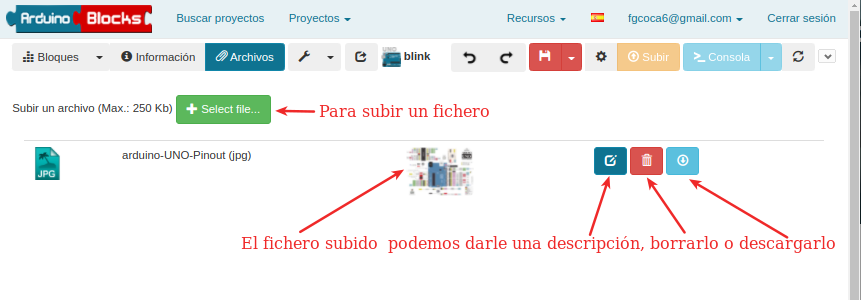 Arduino Blocks
Buscar proyectos
Proyectos
Recursos
fgcoca6@gmail.com
Cerrar sesión
Bloques
Información
Archivos
blink
Subir
Consola
Subir un archivo (Max.: 250 Kb)
Select file...
Para subir un fichero
JPG
arduino-UNO-Pinout (jpg)
El fichero subido podemos darle una descripción, borrarlo o descargarlo